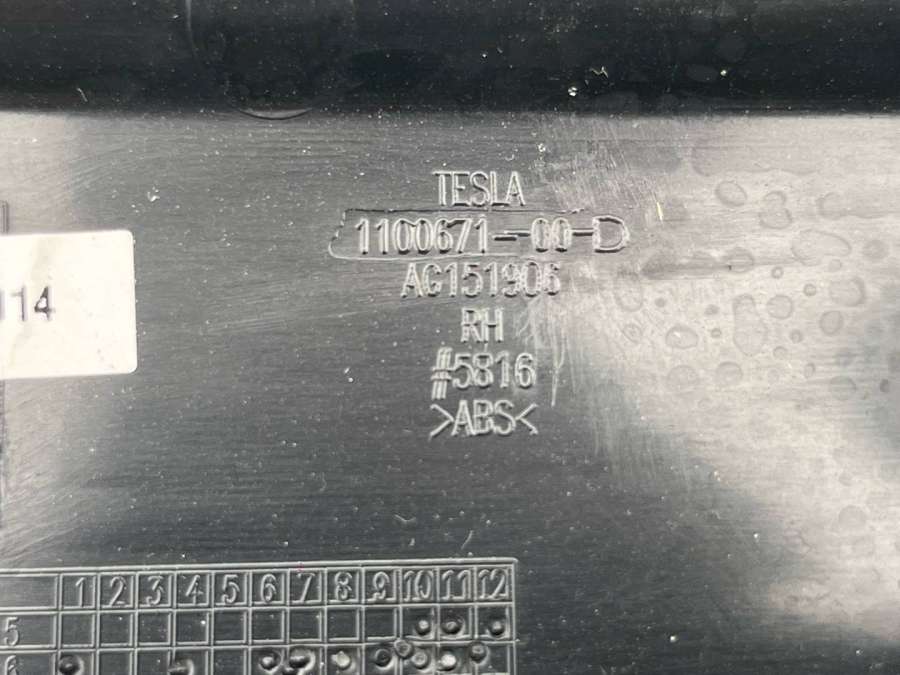 TESLA
1100671-00-D
AG151906
RH
#5816
>ABS<
114
1 2 3 4 5 6 7 8 9 10 11 12
5
6